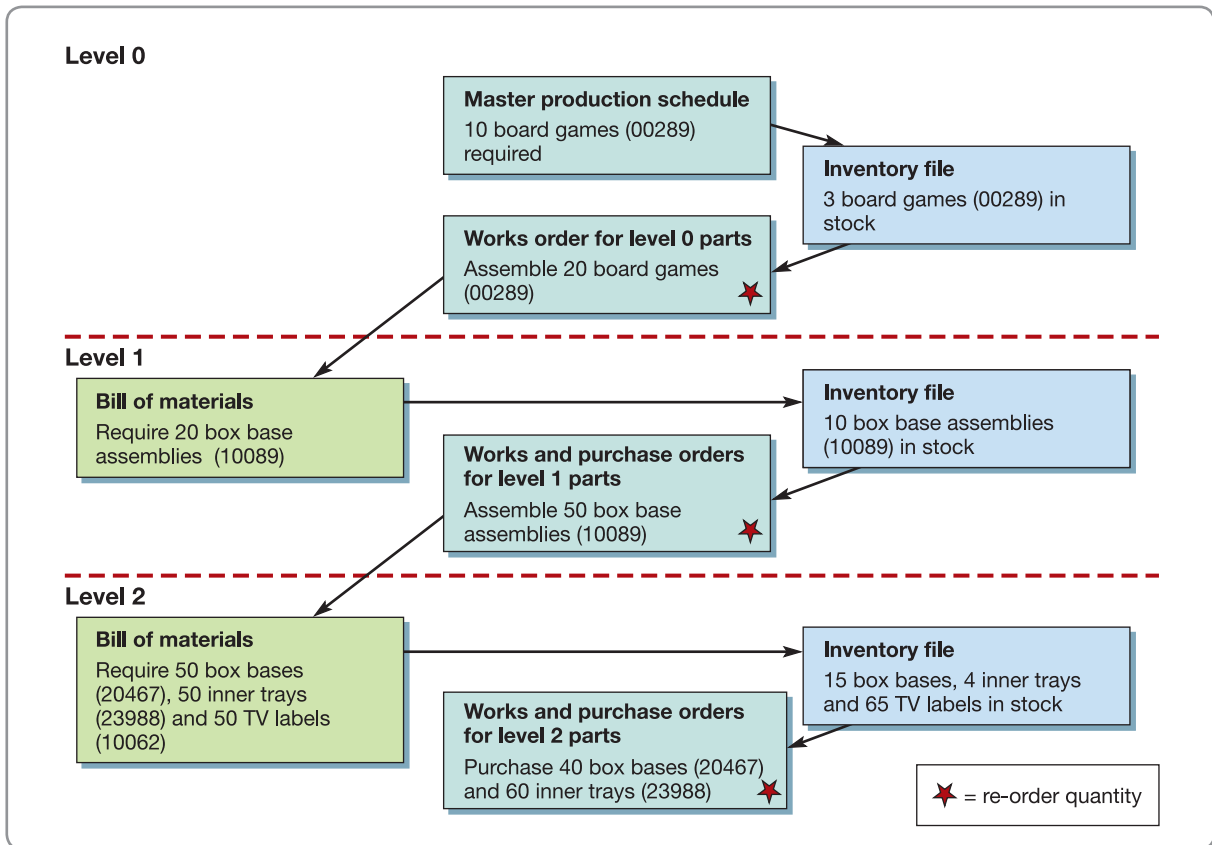 Level 0
Master production schedule
10 board games (00289)
required
Inventory file
3 board games (00289) in
stock
Works order for level 0 parts
Assemble 20 board games
(00289)
Level 1
Bill of materials
Require 20 box base
assemblies (10089)
Inventory file
10 box base assemblies
(10089) in stock
Works and purchase orders
for level 1 parts
Assemble 50 box base
assemblies (10089)
Level 2
Bill of materials
Require 50 box bases
(20467), 50 inner trays
(23988) and 50 TV labels
(10062)
Inventory file
15 box bases, 4 inner trays
and 65 TV labels in stock
Works and purchase orders
for level 2 parts
Purchase 40 box bases (20467)
and 60 inner trays (23988)
= re-order quantity